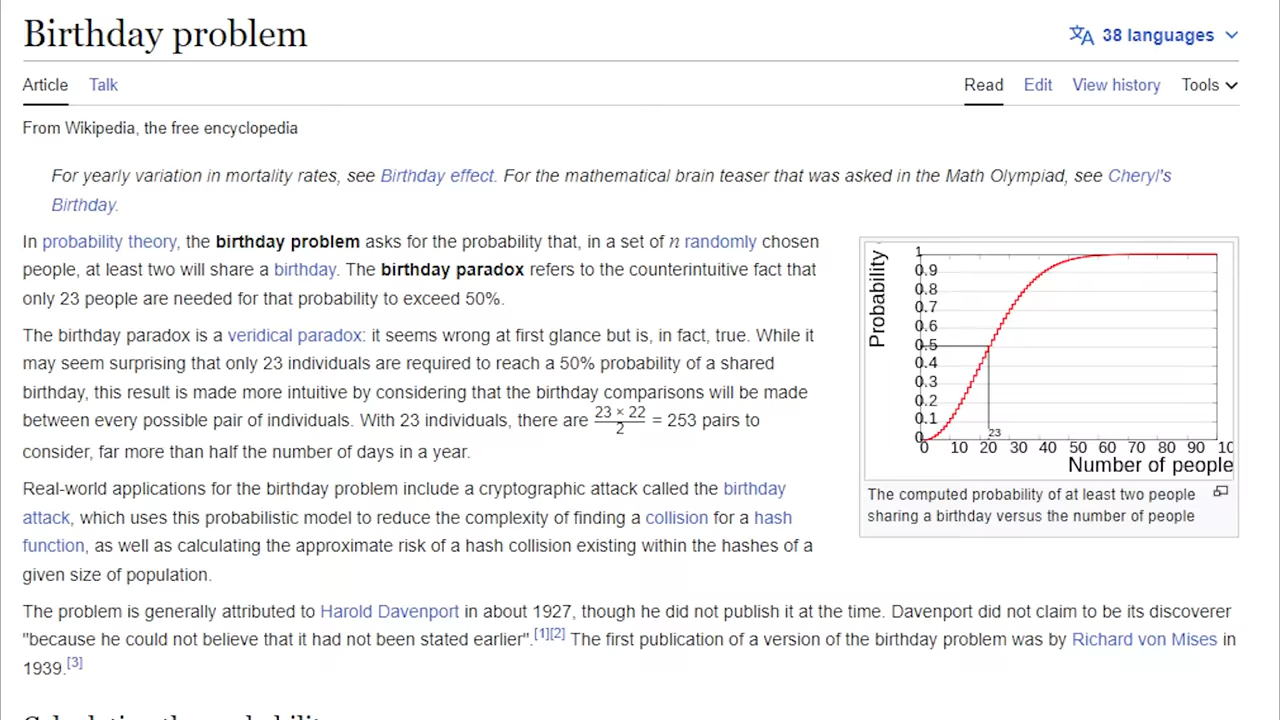 Birthday problem
38 languages
Article Talk
Read Edit View history Tools
From Wikipedia, the free encyclopedia
For yearly variation in mortality rates, see Birthday effect. For the mathematical brain teaser that was asked in the Math Olympiad, see Cheryl's
Birthday.
In probability theory, the birthday problem asks for the probability that, in a set of n randomly chosen
people, at least two will share a birthday. The birthday paradox refers to the counterintuitive fact that
only 23 people are needed for that probability to exceed 50%.
The birthday paradox is a veridical paradox: it seems wrong at first glance but is, in fact, true. While it
may seem surprising that only 23 individuals are required to reach a 50% probability of a shared
birthday, this result is made more intuitive by considering that the birthday comparisons will be made
between every possible pair of individuals. With 23 individuals, there are 23 × 22 / 2 = 253 pairs to
consider, far more than half the number of days in a year.
Real-world applications for the birthday problem include a cryptographic attack called the birthday
attack, which uses this probabilistic model to reduce the complexity of finding a collision for a hash
function, as well as calculating the approximate risk of a hash collision existing within the hashes of a
given size of population.
Probability
1
0.9
0.8
0.7
0.6
0.5
0.4
0.3
0.2
0.1
0
23
0 10 20 30 40 50 60 70 80 90 10
Number of people
The computed probability of at least two people
sharing a birthday versus the number of people
The problem is generally attributed to Harold Davenport in about 1927, though he did not publish it at the time. Davenport did not claim to be its discoverer
"because he could not believe that it had not been stated earlier".[1][2] The first publication of a version of the birthday problem was by Richard von Mises in
1939.[3]